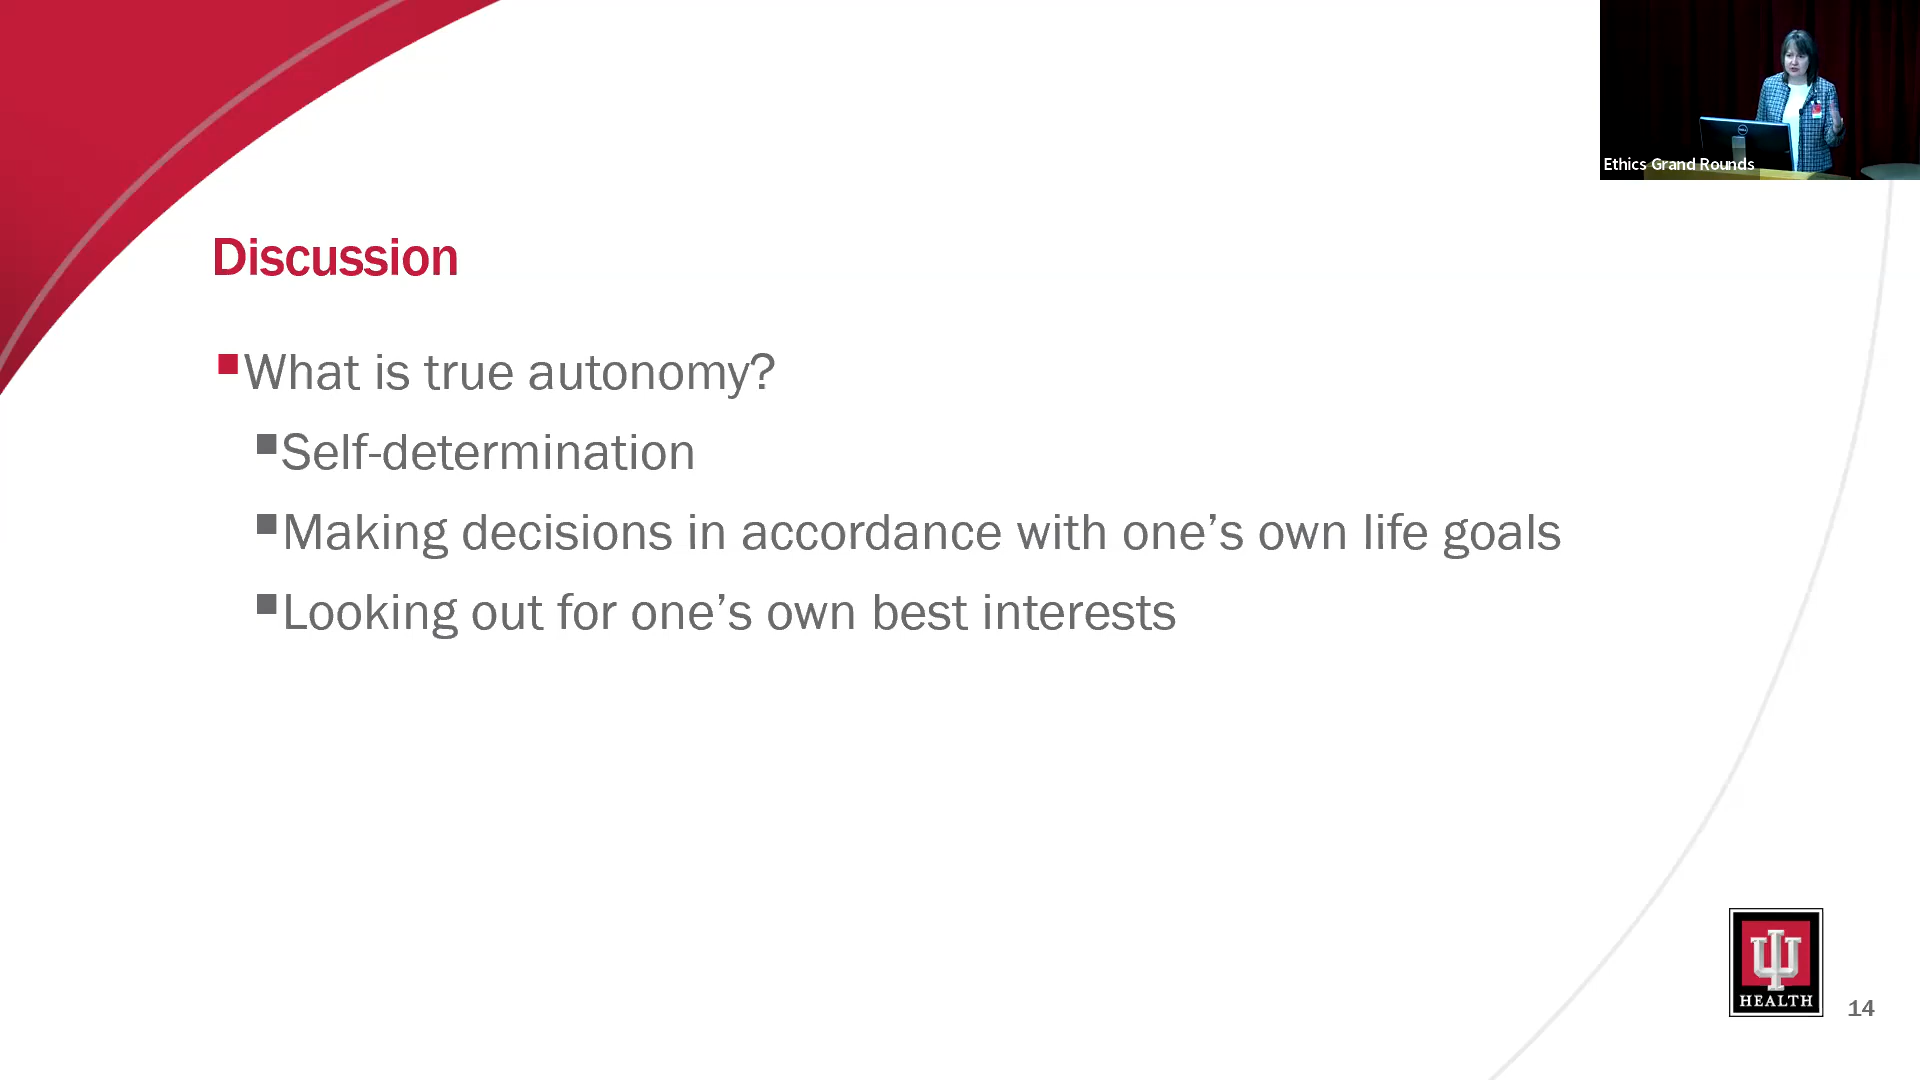 Ethics Grand Rounds
Discussion
What is true autonomy?
Self-determination
Making decisions in accordance with one’s own life goals
Looking out for one’s own best interests
HEALTH
14